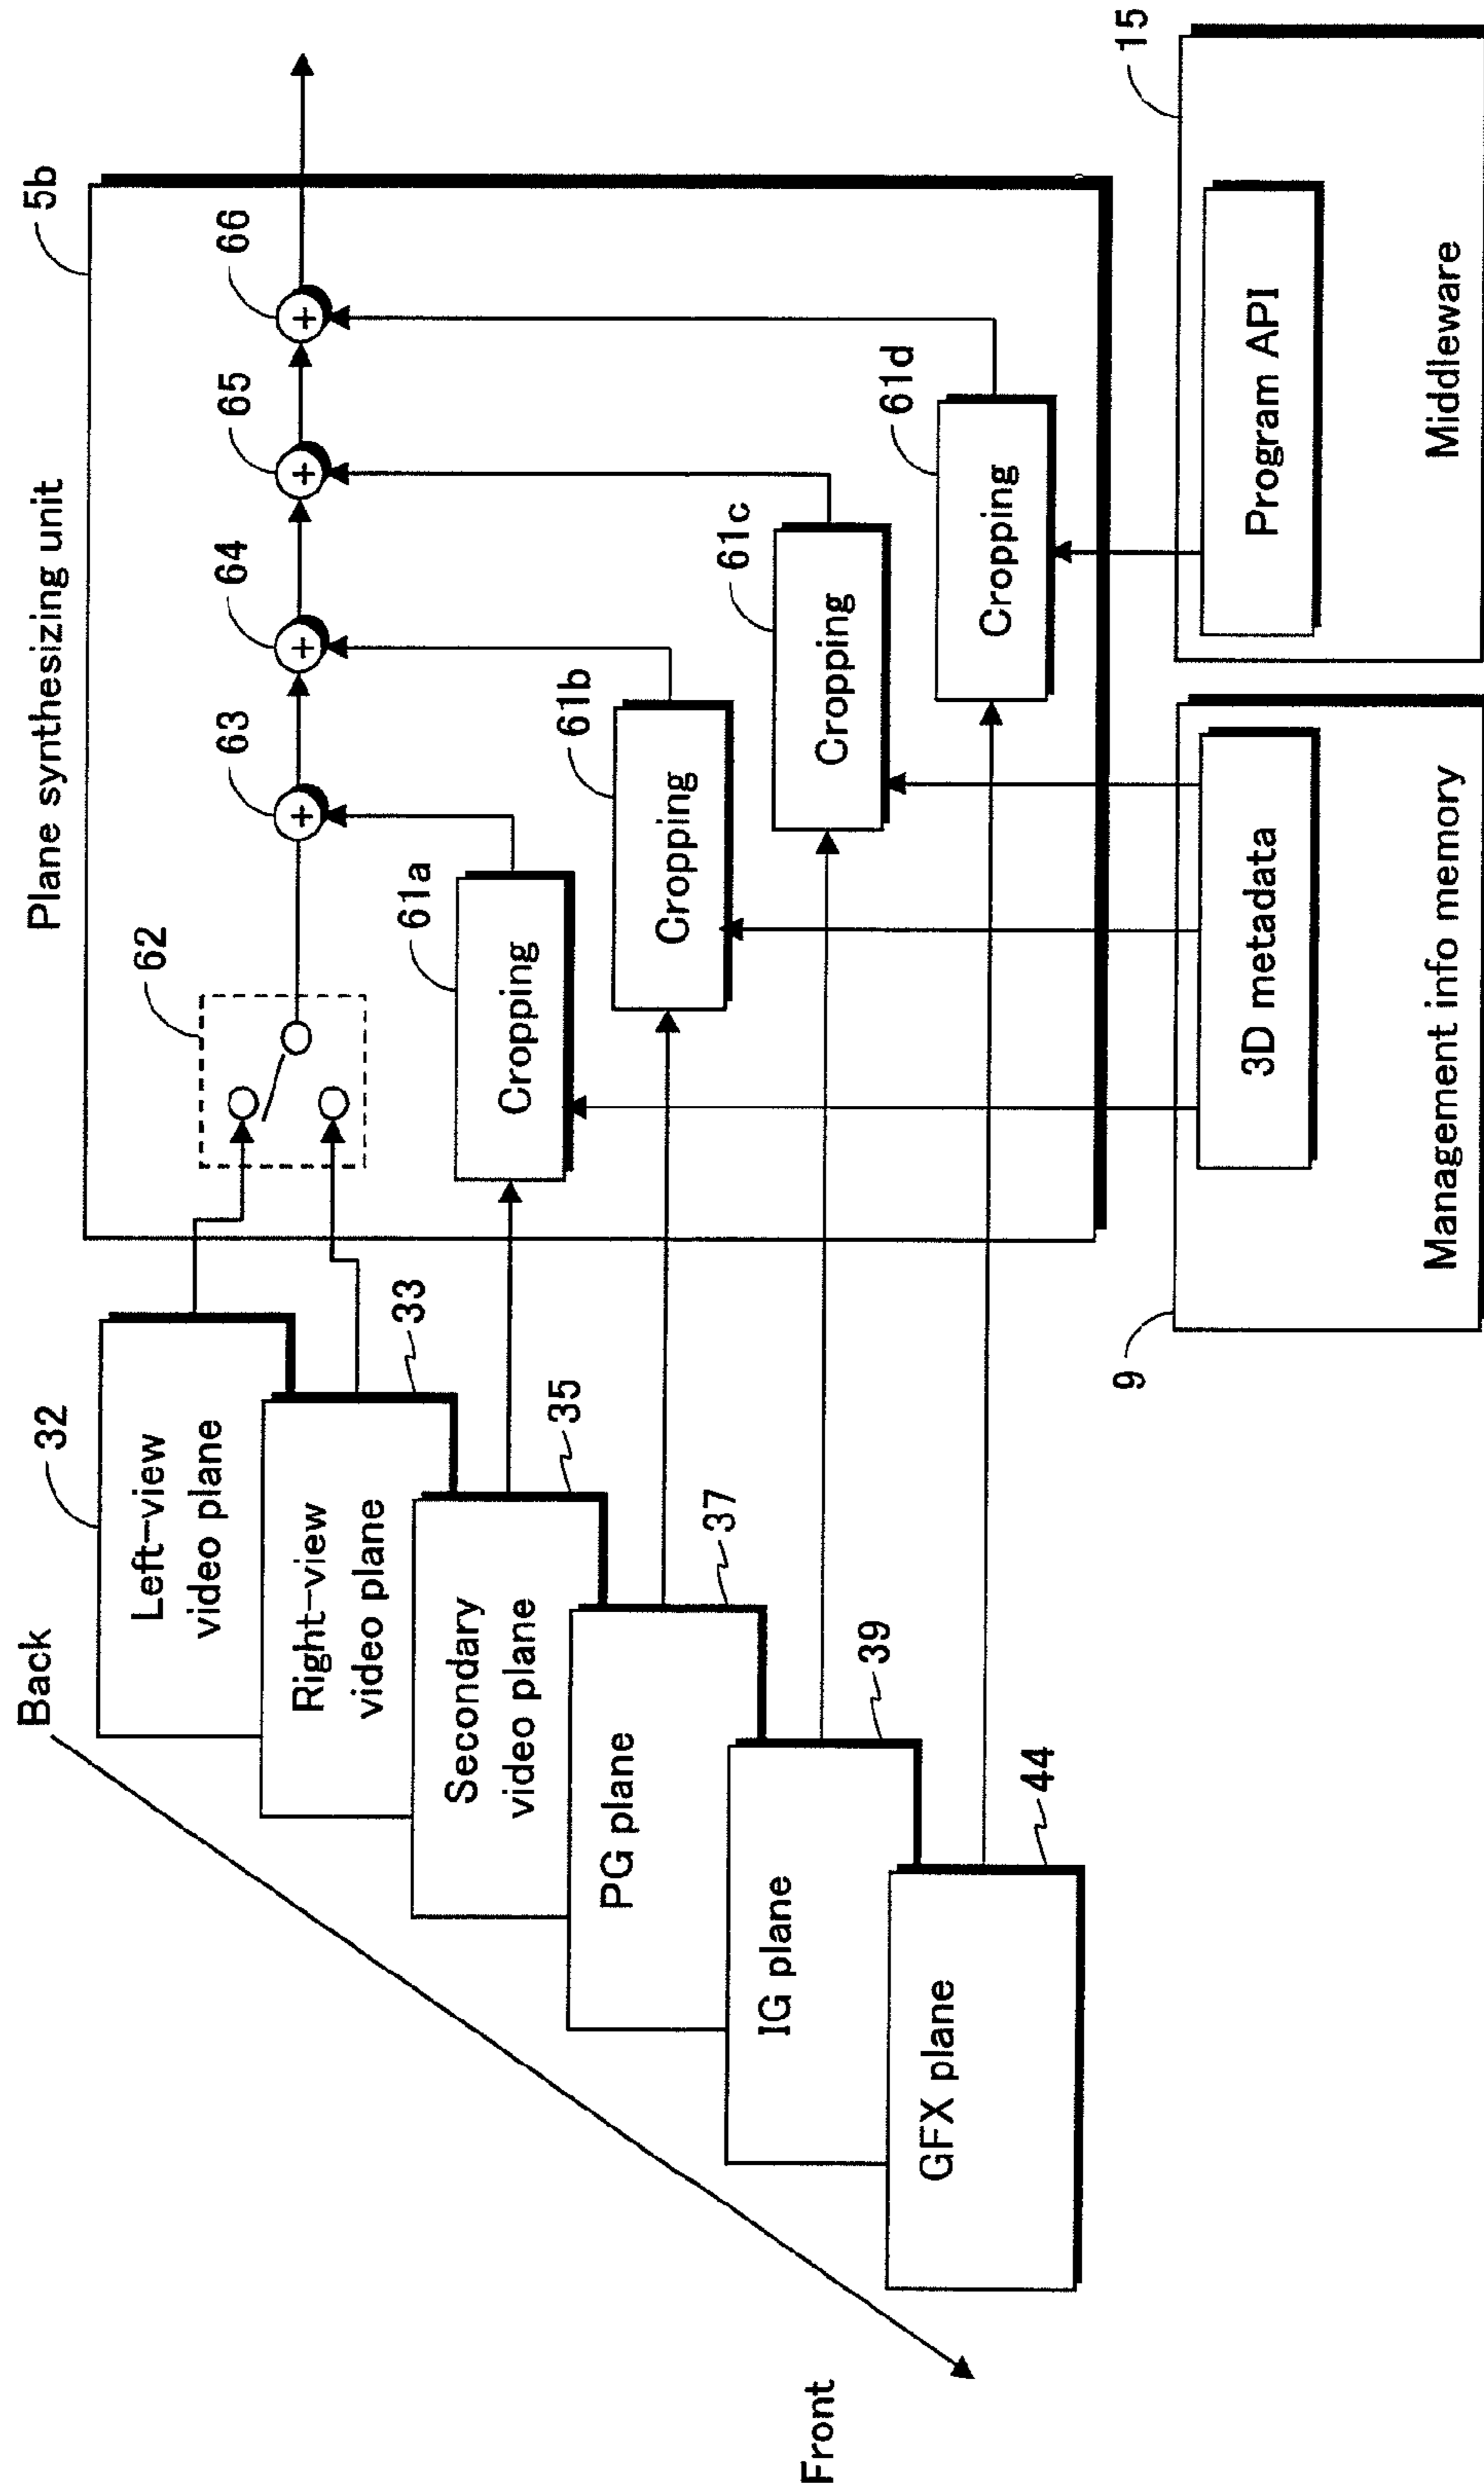 Plane synthesizing unit
5b
Back
32
Left-view
video plane
33
Right-view
video plane
35
Secondary
video plane
37
PG plane
39
IG plane
44
GFX plane
Front
62
63
64
65
66
+
+
+
+
61a
Cropping
61b
Cropping
61c
Cropping
61d
Cropping
9
3D metadata
Management info memory
15
Program API
Middleware